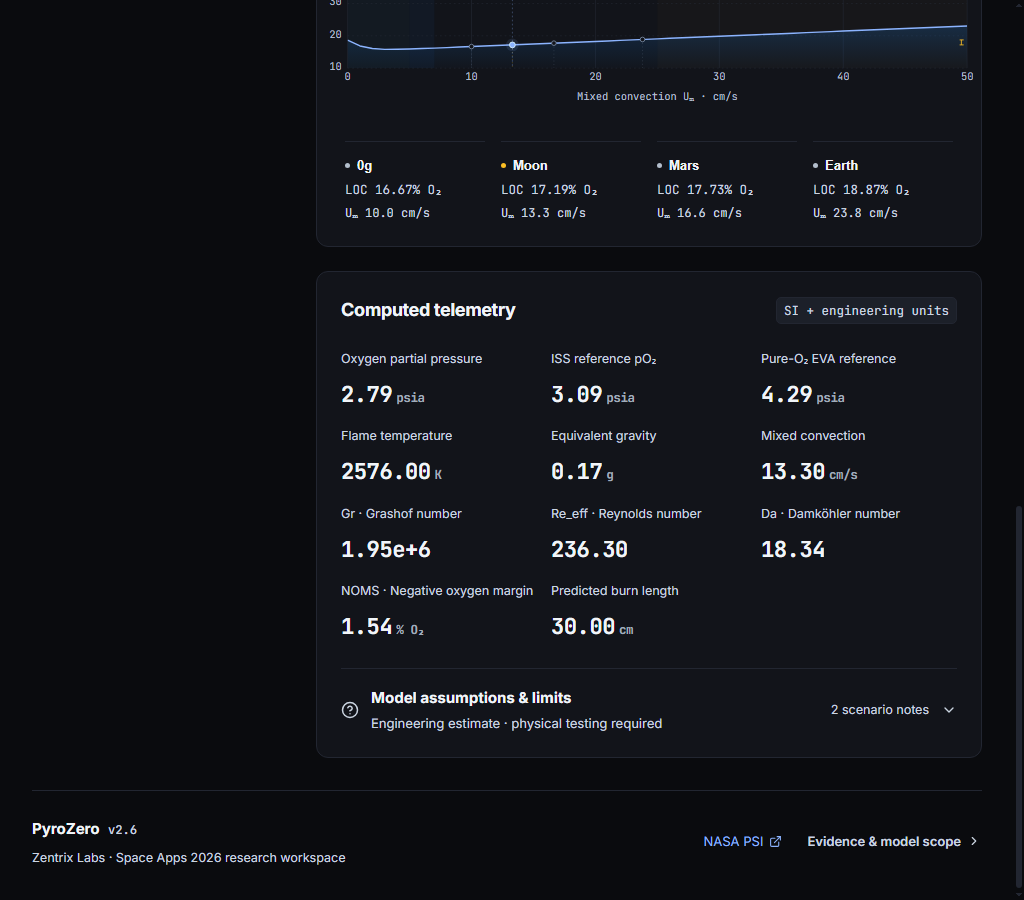 30
20
10
0 10 20 30 40 50
Mixed convection Uₘ · cm/s
0g
LOC 16.67% O₂
Uₘ 10.0 cm/s
Moon
LOC 17.19% O₂
Uₘ 13.3 cm/s
Mars
LOC 17.73% O₂
Uₘ 16.6 cm/s
Earth
LOC 18.87% O₂
Uₘ 23.8 cm/s
Computed telemetry
SI + engineering units
Oxygen partial pressure
2.79 psia
ISS reference pO₂
3.09 psia
Pure-O₂ EVA reference
4.29 psia
Flame temperature
2576.00 K
Equivalent gravity
0.17 g
Mixed convection
13.30 cm/s
Gr · Grashof number
1.95e+6
Re_eff · Reynolds number
236.30
Da · Damköhler number
18.34
NOMS · Negative oxygen margin
1.54 % O₂
Predicted burn length
30.00 cm
Model assumptions & limits
Engineering estimate · physical testing required
2 scenario notes
PyroZero v2.6
Zentrix Labs · Space Apps 2026 research workspace
NASA PSI
Evidence & model scope